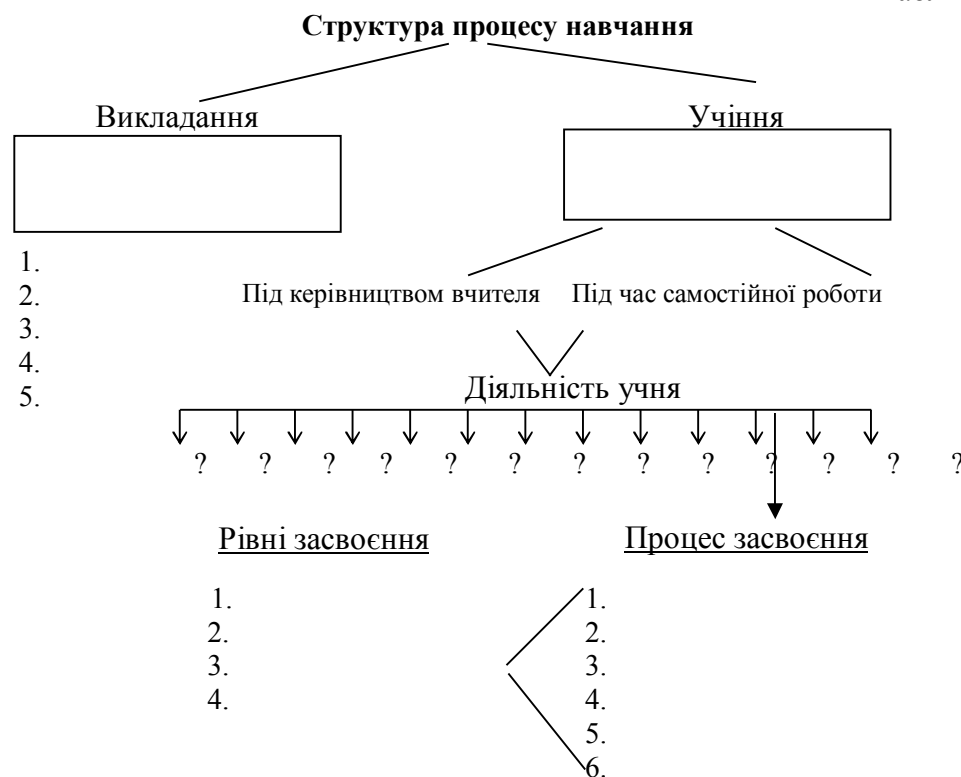 Структура процесу навчання
Викладання
Учіння
1.
2.
3.
4.
5.
Під керівництвом вчителя
Під час самостійної роботи
Діяльність учня
? ? ? ? ? ? ? ? ? ? ? ? ?
Рівні засвоєння
1.
2.
3.
4.
Процес засвоєння
1.
2.
3.
4.
5.
6.